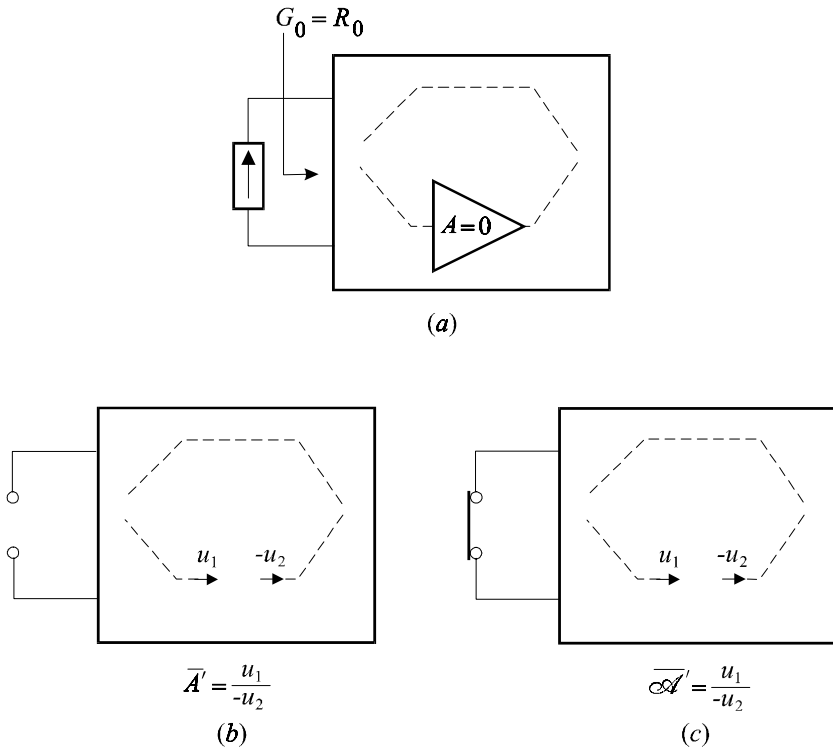 G₀ = R₀
A = 0
(a)
u₁ -u₂
u₁ -u₂
A̅′ = u₁ / -u₂
𝒜̅′ = u₁ / -u₂
(b)
(c)